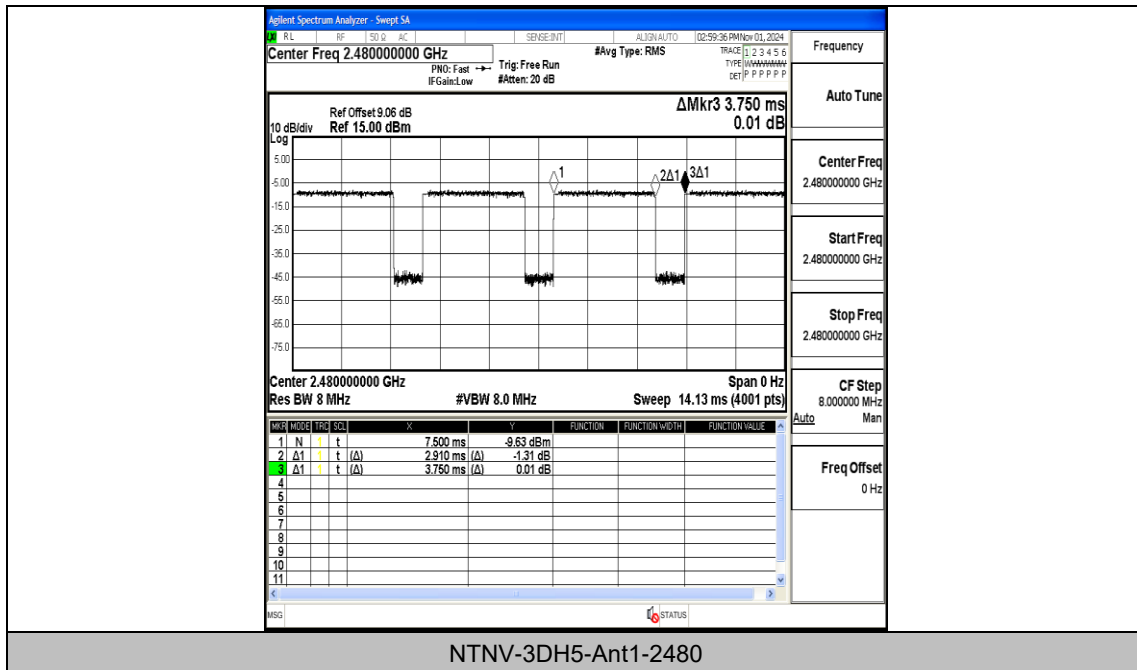 Agilent Spectrum Analyzer - Swept SA
RL RF 50 Ω AC SENSE:INT ALIGN AUTO 02:59:36 PM Nov 01, 2024
Center Freq 2.480000000 GHz
PNO: Fast
IFGain:Low
Trig: Free Run
#Atten: 20 dB
#Avg Type: RMS
TRACE 1 2 3 4 5 6
TYPE
DET P P P P P P
Ref Offset 9.06 dB
10 dB/div Ref 15.00 dBm
Log
ΔMkr3 3.750 ms
0.01 dB
5.00
-5.00
-15.0
-25.0
-35.0
-45.0
-55.0
-65.0
-75.0
1
2Δ1
3Δ1
Center 2.480000000 GHz Span 0 Hz
Res BW 8 MHz #VBW 8.0 MHz Sweep 14.13 ms (4001 pts)
MKR MODE TRC SCL X Y FUNCTION FUNCTION WIDTH FUNCTION VALUE
1 N 1 t 7.500 ms -9.63 dBm
2 Δ1 1 t (Δ) 2.910 ms (Δ) -1.31 dB
3 Δ1 1 t (Δ) 3.750 ms (Δ) 0.01 dB
4
5
6
7
8
9
10
11
MSG STATUS
Frequency
Auto Tune
Center Freq
2.480000000 GHz
Start Freq
2.480000000 GHz
Stop Freq
2.480000000 GHz
CF Step
8.000000 MHz
Auto Man
Freq Offset
0 Hz
NTNV-3DH5-Ant1-2480